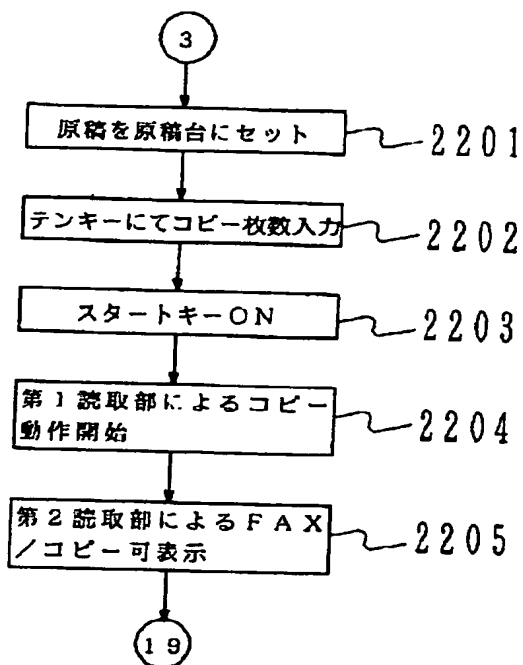 3
原稿を原稿台にセット
2201
テンキーにてコピー枚数入力
2202
スタートキーON
2203
第1読取部によるコピー
動作開始
2204
第2読取部によるFAX
/コピー可表示
2205
19